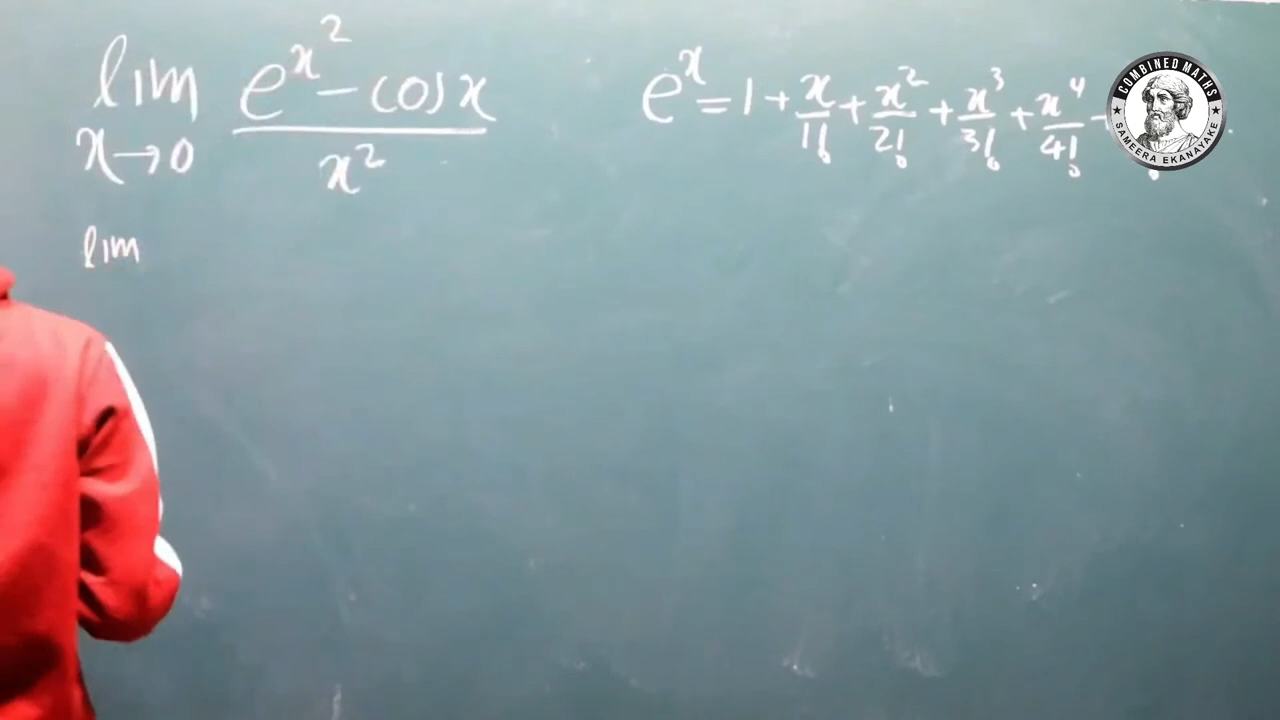 lim e^{x^2} - cos x
x→0 x^2
e^x = 1 + x/1! + x^2/2! + x^3/3! + x^4/4! +
lim
COMBINED MATHS
SAMEERA EKANAYAKE